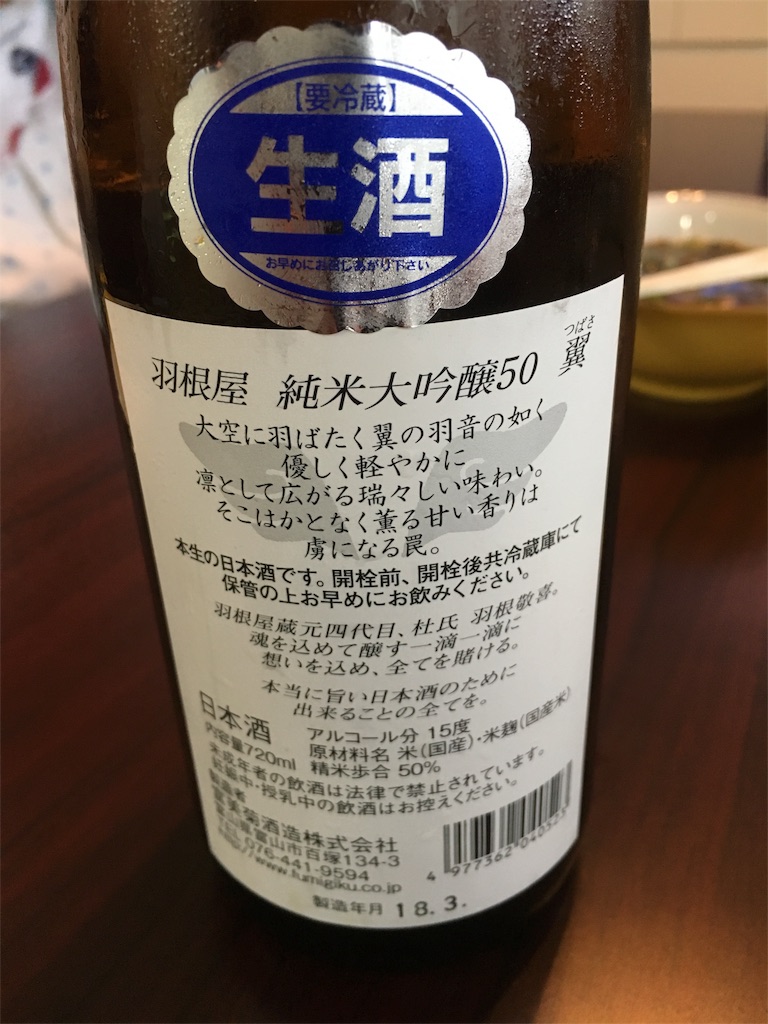 【要冷蔵】
生酒
お早めにお召しあがり下さい
つばさ
羽根屋 純米大吟醸50 翼
大空に羽ばたく翼の羽音の如く
優しく軽やかに
凛として広がる瑞々しい味わい。
そこはかとなく薫る甘い香りは
虜になる罠。
本生の日本酒です。開栓前、開栓後共冷蔵庫にて
保管の上お早めにお飲みください。
羽根屋蔵元四代目、杜氏 羽根敬喜。
魂を込めて醸す一滴一滴に
想いを込め、全てを賭ける。
本当に旨い日本酒のために
出来ることの全てを。
日本酒 アルコール分 15度
原材料名 米(国産)・米麹(国産米)
内容量720ml 精米歩合 50%
未成年者の飲酒は法律で禁止されています。
妊娠中・授乳中の飲酒はお控えください。
製造者
富美菊酒造株式会社
富山県富山市百塚134-3
TEL 076-441-9594
http://www.fumigiku.co.jp
4 977362 040323
製造年月 18.3.